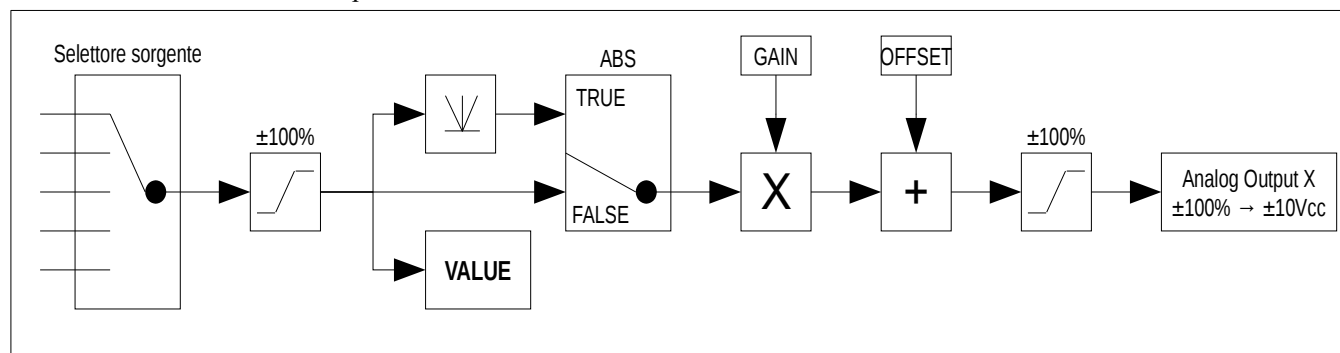 Selettore sorgente
±100%
VALUE
ABS
TRUE
FALSE
GAIN
X
OFFSET
+
±100%
Analog Output X
±100% → ±10Vcc